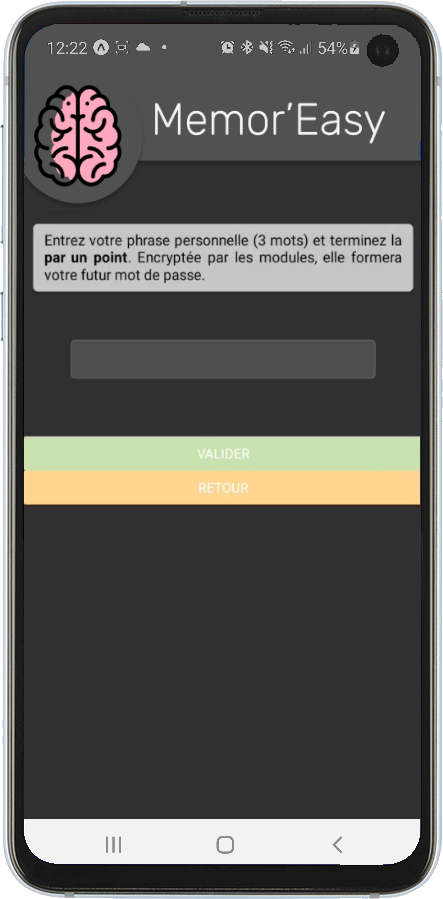 12:22 54%
Memor’Easy
Entrez votre phrase personnelle (3 mots) et terminez la
par un point. Encryptée par les modules, elle formera
votre futur mot de passe.
VALIDER
RETOUR